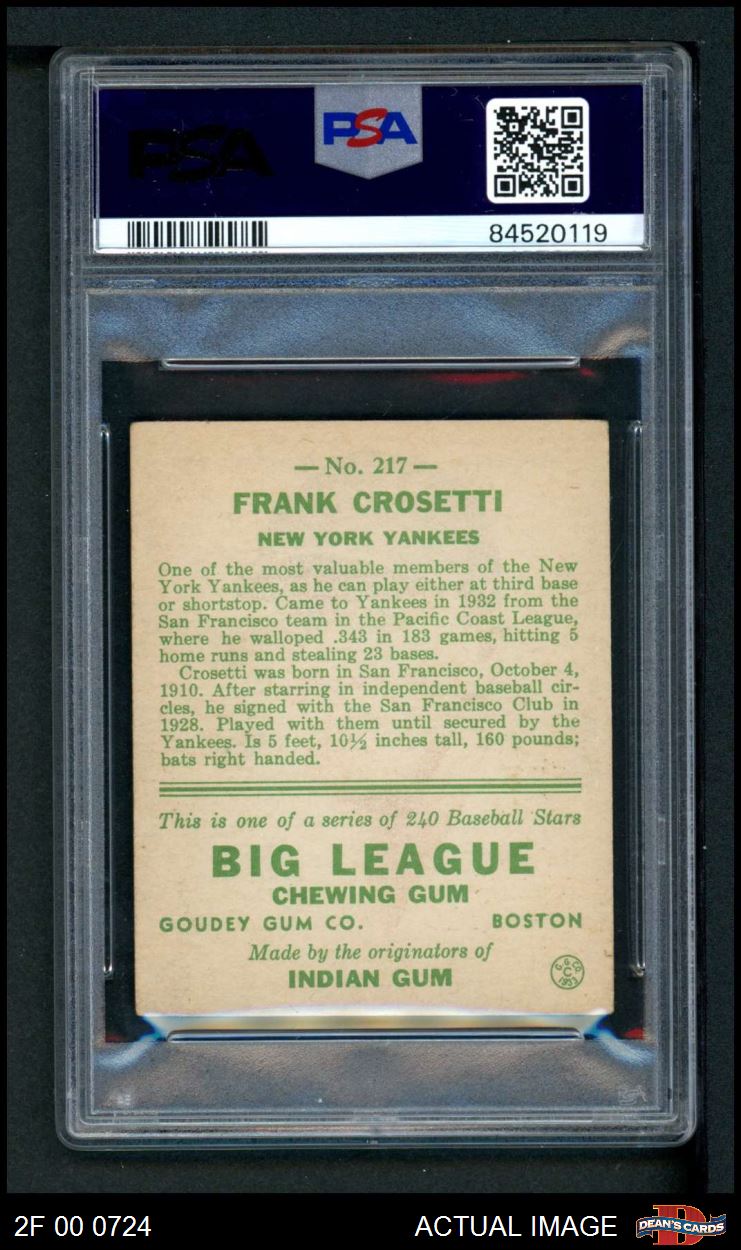 PSA
PSA
84520119
— No. 217 —
FRANK CROSETTI
NEW YORK YANKEES
One of the most valuable members of the New
York Yankees, as he can play either at third base
or shortstop. Came to Yankees in 1932 from the
San Francisco team in the Pacific Coast League,
where he walloped .343 in 183 games, hitting 5
home runs and stealing 23 bases.
Crosetti was born in San Francisco, October 4,
1910. After starring in independent baseball cir-
cles, he signed with the San Francisco Club in
1928. Played with them until secured by the
Yankees. Is 5 feet, 10½ inches tall, 160 pounds;
bats right handed.
This is one of a series of 240 Baseball Stars
BIG LEAGUE
CHEWING GUM
GOUDEY GUM CO. BOSTON
Made by the originators of
INDIAN GUM
G.G.CO.
C
1933
2F 00 0724 ACTUAL IMAGE D DEAN'S CARDS